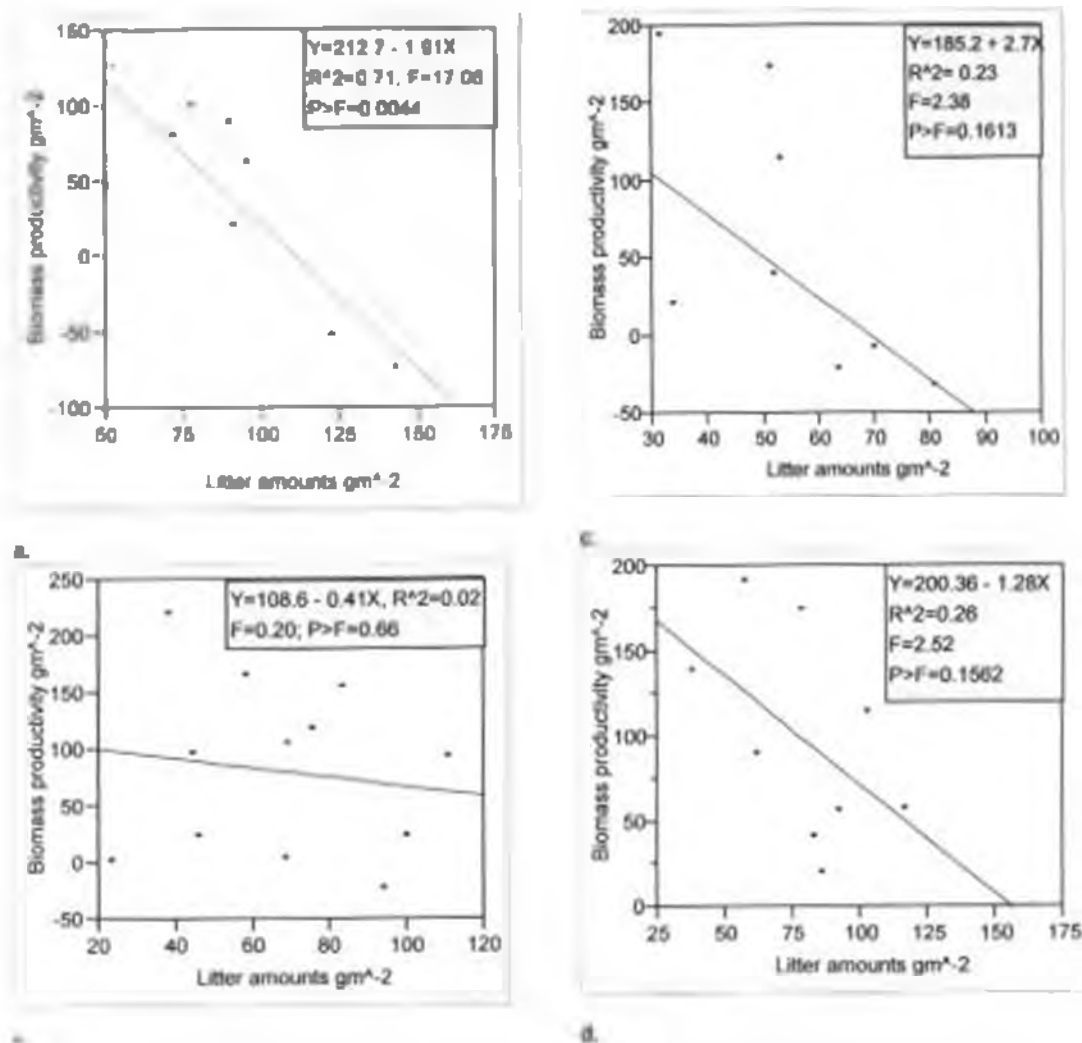 150
100
50
0
-50
-100
50
75
100
125
150
175
Biomass productivity gm^-2
Litter amounts gm^-2
Y=212.7 - 1.91X
R^2=0.71, F=17.06
P>F=0.0044
a.
200
150
100
50
0
-50
30
40
50
60
70
80
90
100
Biomass productivity gm^-2
Litter amounts gm^-2
Y=185.2 + 2.7X
R^2= 0.23
F=2.38
P>F=0.1613
c.
250
200
150
100
50
0
-50
20
40
60
80
100
120
Biomass productivity gm^-2
Litter amounts gm^-2
Y=108.6 - 0.41X, R^2=0.02
F=0.20; P>F=0.66
200
150
100
50
0
25
50
75
100
125
150
175
Biomass productivity gm^-2
Litter amounts gm^-2
Y=200.36 - 1.28X
R^2=0.26
F=2.52
P>F=0.1562
d.